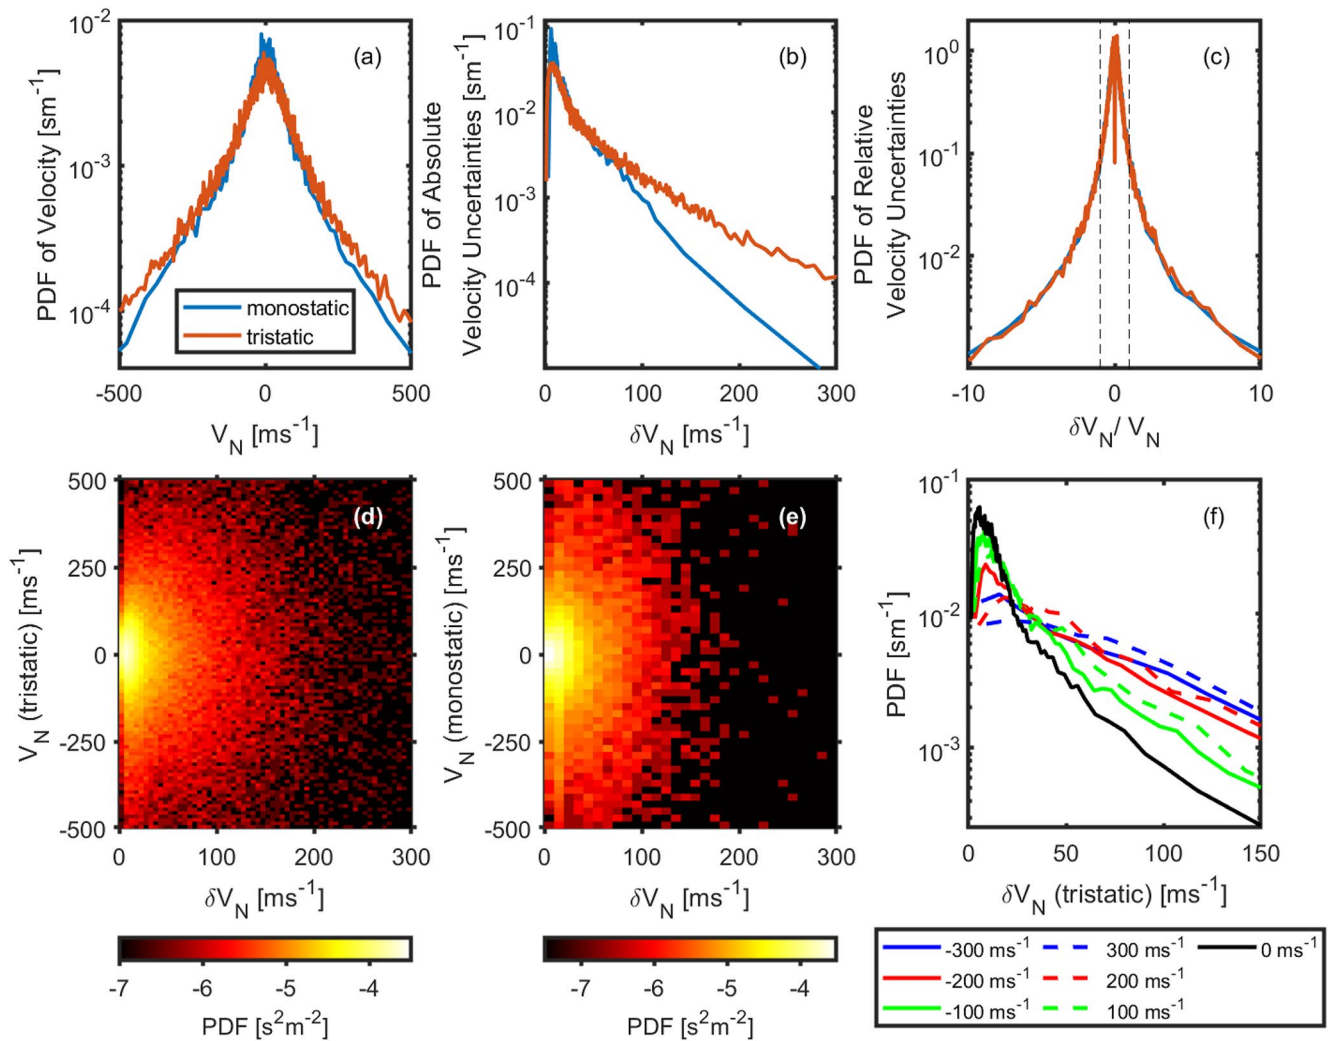 PDF of Velocity [sm⁻¹]
10⁻²
10⁻³
10⁻⁴
(a)
monostatic
tristatic
-500
0
500
V_N [ms⁻¹]
PDF of Absolute
Velocity Uncertainties [sm⁻¹]
10⁻¹
10⁻²
10⁻³
10⁻⁴
(b)
0
100
200
300
δV_N [ms⁻¹]
PDF of Relative
Velocity Uncertainties
10⁰
10⁻¹
10⁻²
(c)
-10
0
10
δV_N/ V_N
V_N (tristatic) [ms⁻¹]
500
250
0
-250
-500
(d)
0
100
200
300
δV_N [ms⁻¹]
-7
-6
-5
-4
PDF [s²m⁻²]
V_N (monostatic) [ms⁻¹]
500
250
0
-250
-500
(e)
0
100
200
300
δV_N [ms⁻¹]
-7
-6
-5
-4
PDF [s²m⁻²]
PDF [sm⁻¹]
10⁻¹
10⁻²
10⁻³
(f)
0
50
100
150
δV_N (tristatic) [ms⁻¹]
-300 ms⁻¹
300 ms⁻¹
0 ms⁻¹
-200 ms⁻¹
200 ms⁻¹
-100 ms⁻¹
100 ms⁻¹